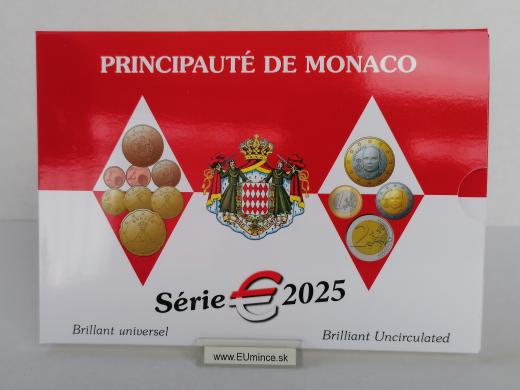 PRINCIPAUTÉ DE MONACO
Série € 2025
Brillant universel
Brilliant Uncirculated
www.EUmince.sk